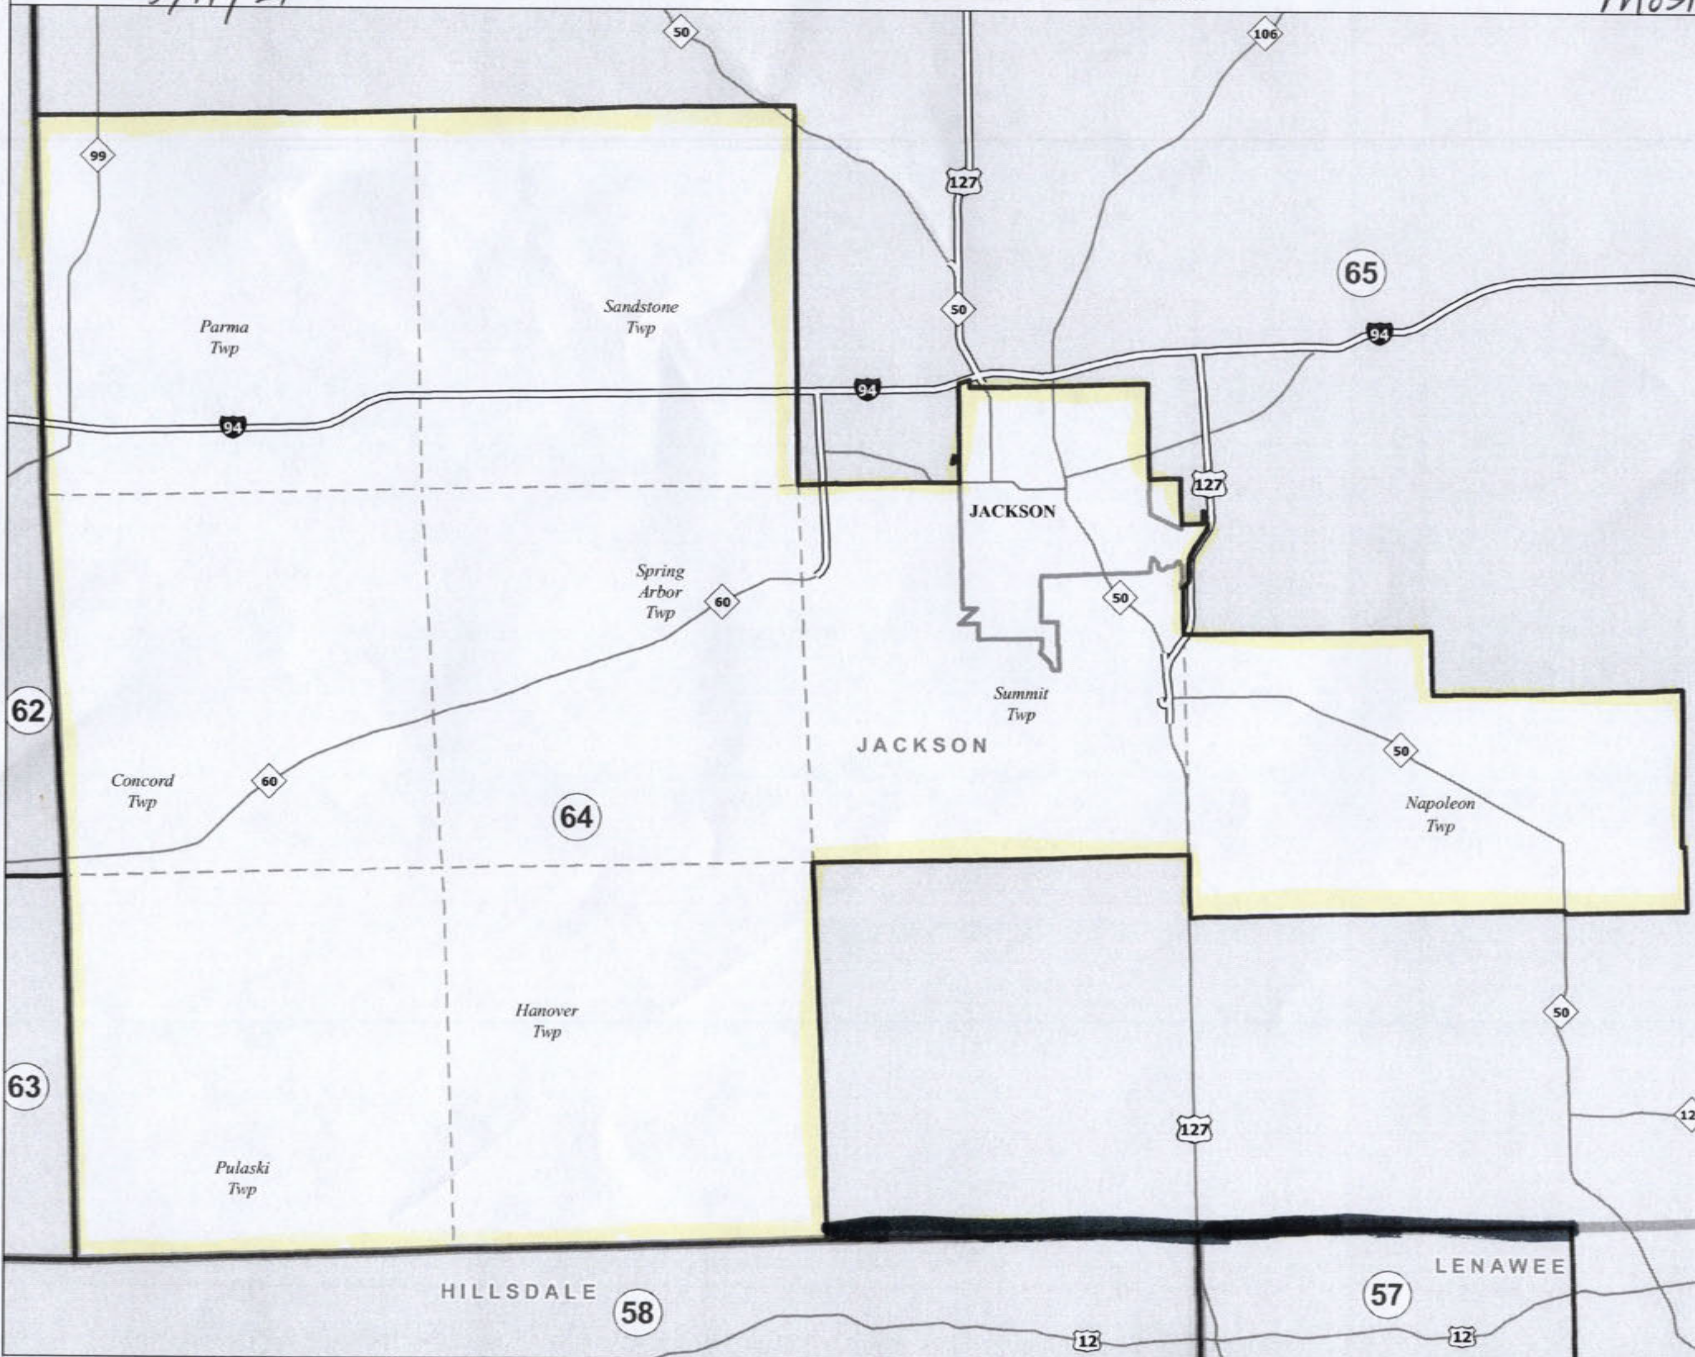 50
106
99
127
65
50
Sandstone
Twp
Parma
Twp
94
94
94
127
JACKSON
Spring
Arbor
Twp
60
50
62
Summit
Twp
JACKSON
50
Concord
Twp
60
64
Napoleon
Twp
Hanover
Twp
50
63
127
12
Pulaski
Twp
LENAWEE
HILLSDALE
58
57
12
12